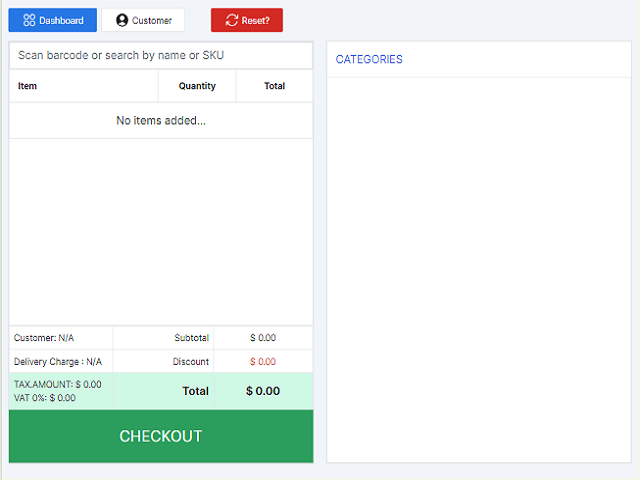 Dashboard Customer Reset?
Scan barcode or search by name or SKU
Item Quantity Total
No items added...
Customer: N/A Subtotal $ 0.00
Delivery Charge : N/A Discount $ 0.00
TAX.AMOUNT: $ 0.00
VAT 0%: $ 0.00
Total $ 0.00
CHECKOUT
CATEGORIES